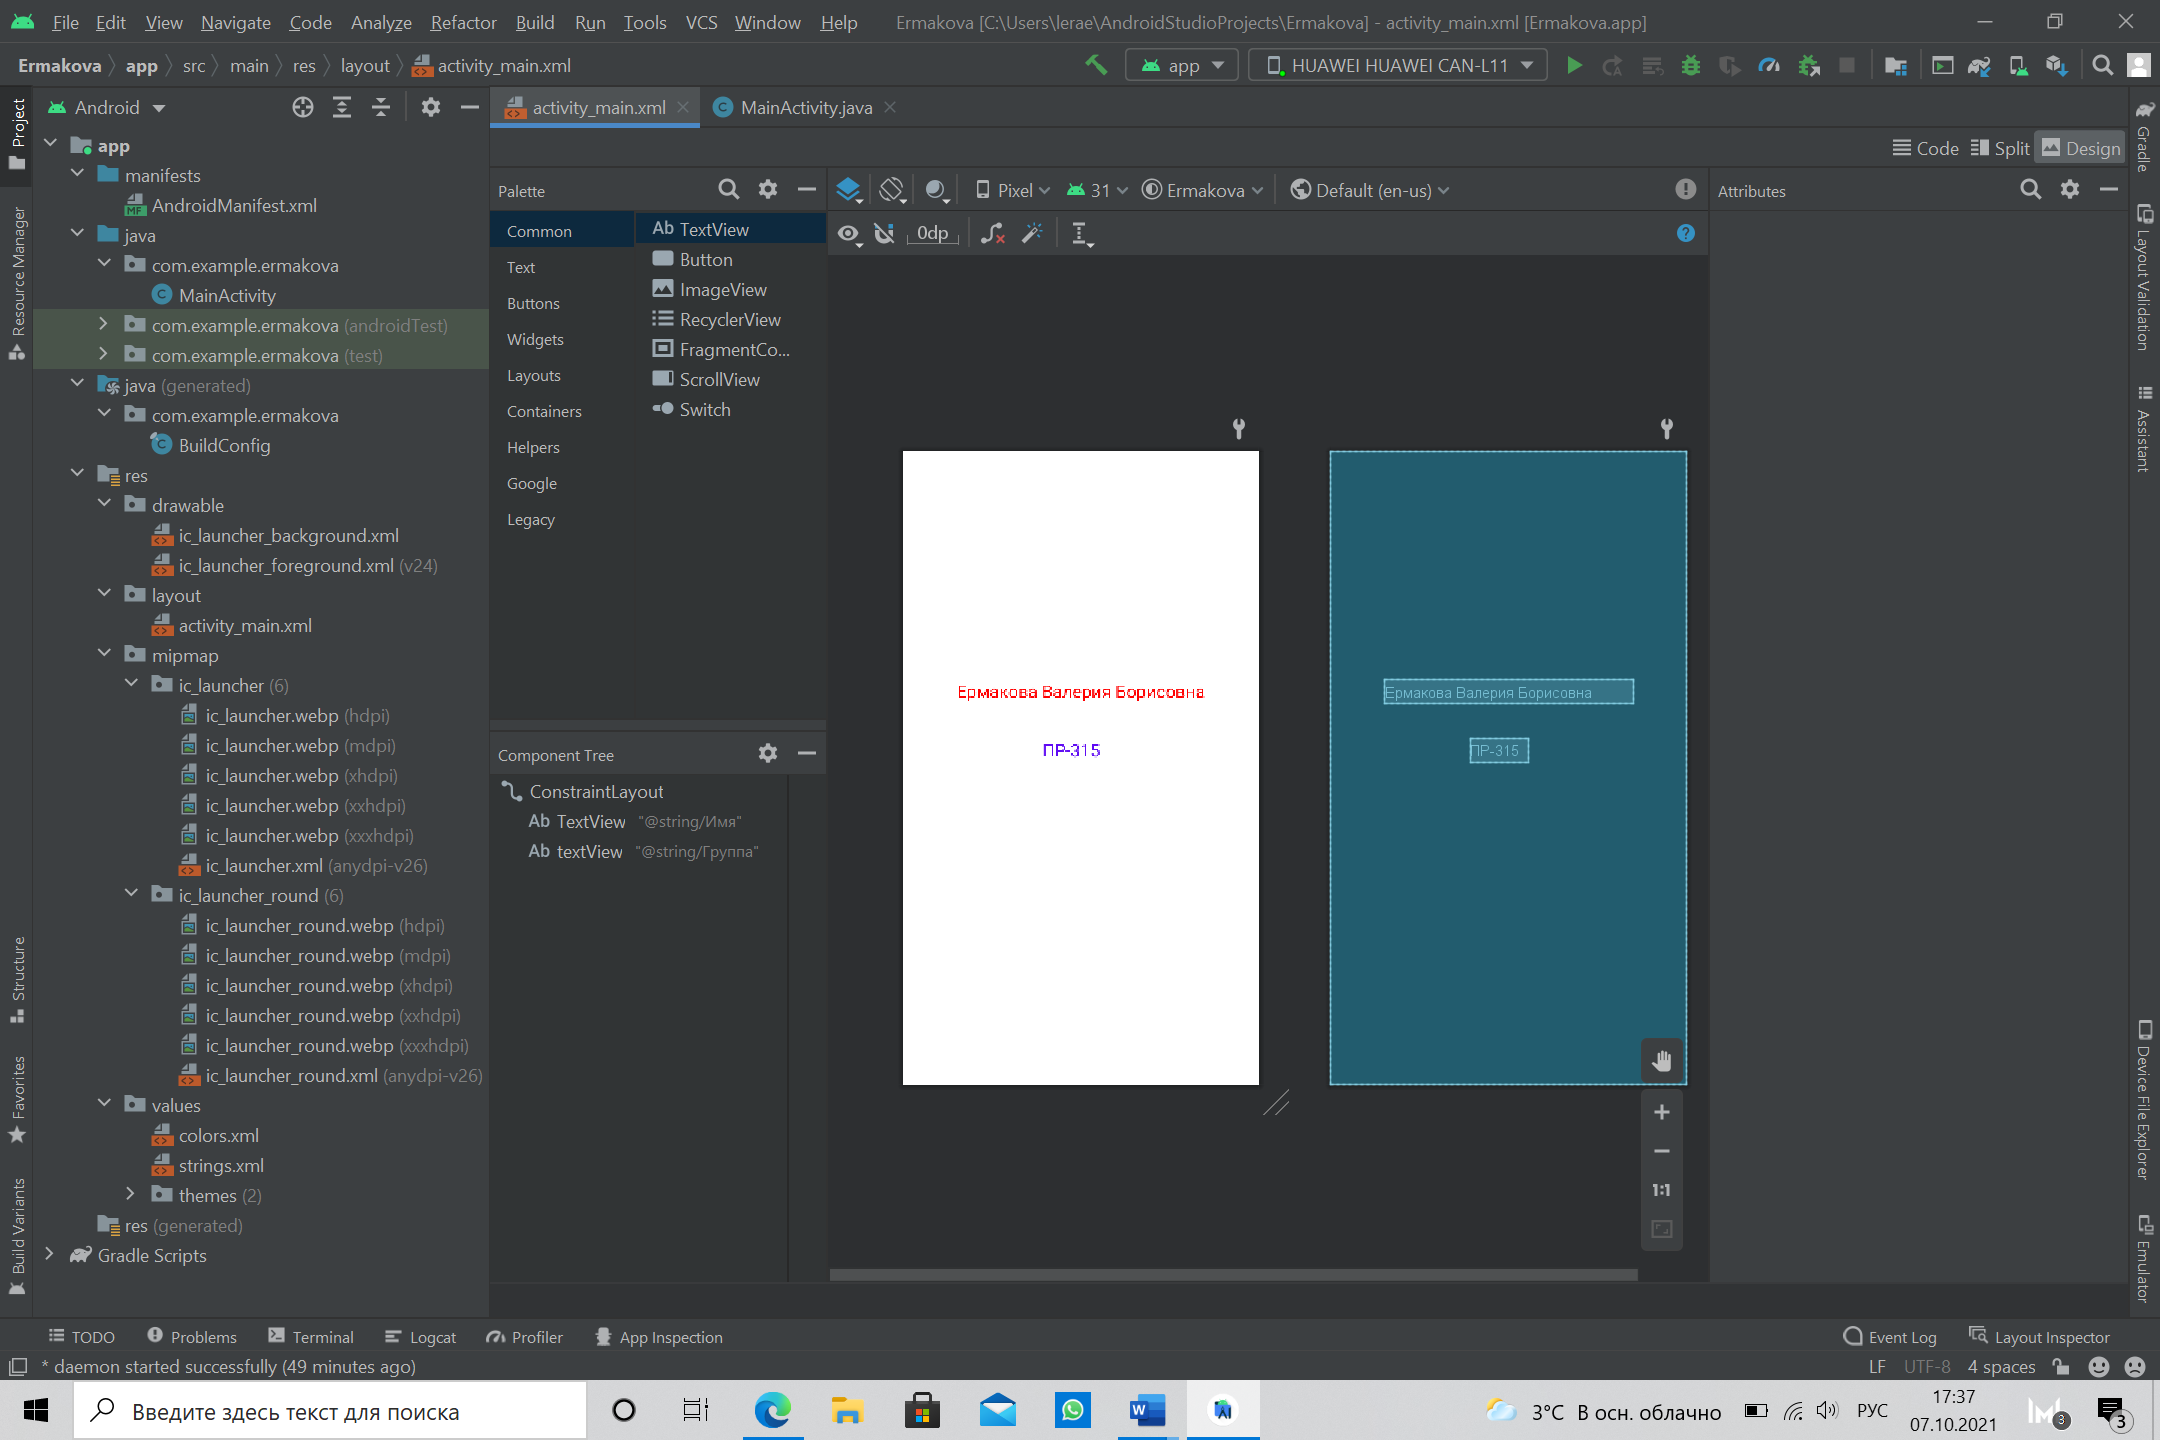 File Edit View Navigate Code Analyze Refactor Build Run Tools VCS Window Help Ermakova [C:\Users\lerae\AndroidStudioProjects\Ermakova] - activity_main.xml [Ermakova.app]
Ermakova app src main res layout activity_main.xml app HUAWEI HUAWEI CAN-L11
Project
Resource Manager
Structure
Favorites
Build Variants
Android
app
manifests
AndroidManifest.xml
java
com.example.ermakova
MainActivity
com.example.ermakova (androidTest)
com.example.ermakova (test)
java (generated)
com.example.ermakova
BuildConfig
res
drawable
ic_launcher_background.xml
ic_launcher_foreground.xml (v24)
layout
activity_main.xml
mipmap
ic_launcher (6)
ic_launcher.webp (hdpi)
ic_launcher.webp (mdpi)
ic_launcher.webp (xhdpi)
ic_launcher.webp (xxhdpi)
ic_launcher.webp (xxxhdpi)
ic_launcher.xml (anydpi-v26)
ic_launcher_round (6)
ic_launcher_round.webp (hdpi)
ic_launcher_round.webp (mdpi)
ic_launcher_round.webp (xhdpi)
ic_launcher_round.webp (xxhdpi)
ic_launcher_round.webp (xxxhdpi)
ic_launcher_round.xml (anydpi-v26)
values
colors.xml
strings.xml
themes (2)
res (generated)
Gradle Scripts
activity_main.xml MainActivity.java
Code Split Design
Palette
Common
Text
Buttons
Widgets
Layouts
Containers
Helpers
Google
Legacy
Ab TextView
Button
ImageView
RecyclerView
FragmentCo...
ScrollView
Switch
Component Tree
ConstraintLayout
Ab TextView "@string/Имя"
Ab textView "@string/Группа"
Pixel 31 Ermakova Default (en-us)
0dp
Ермакова Валерия Борисовна
ПР-315
Ермакова Валерия Борисовна
ПР-315
1:1
Attributes
Gradle
Layout Validation
Assistant
Device File Explorer
Emulator
TODO Problems Terminal Logcat Profiler App Inspection Event Log Layout Inspector
* daemon started successfully (49 minutes ago) LF UTF-8 4 spaces
Введите здесь текст для поиска
3°C В осн. облачно РУС
17:37
07.10.2021
3
3